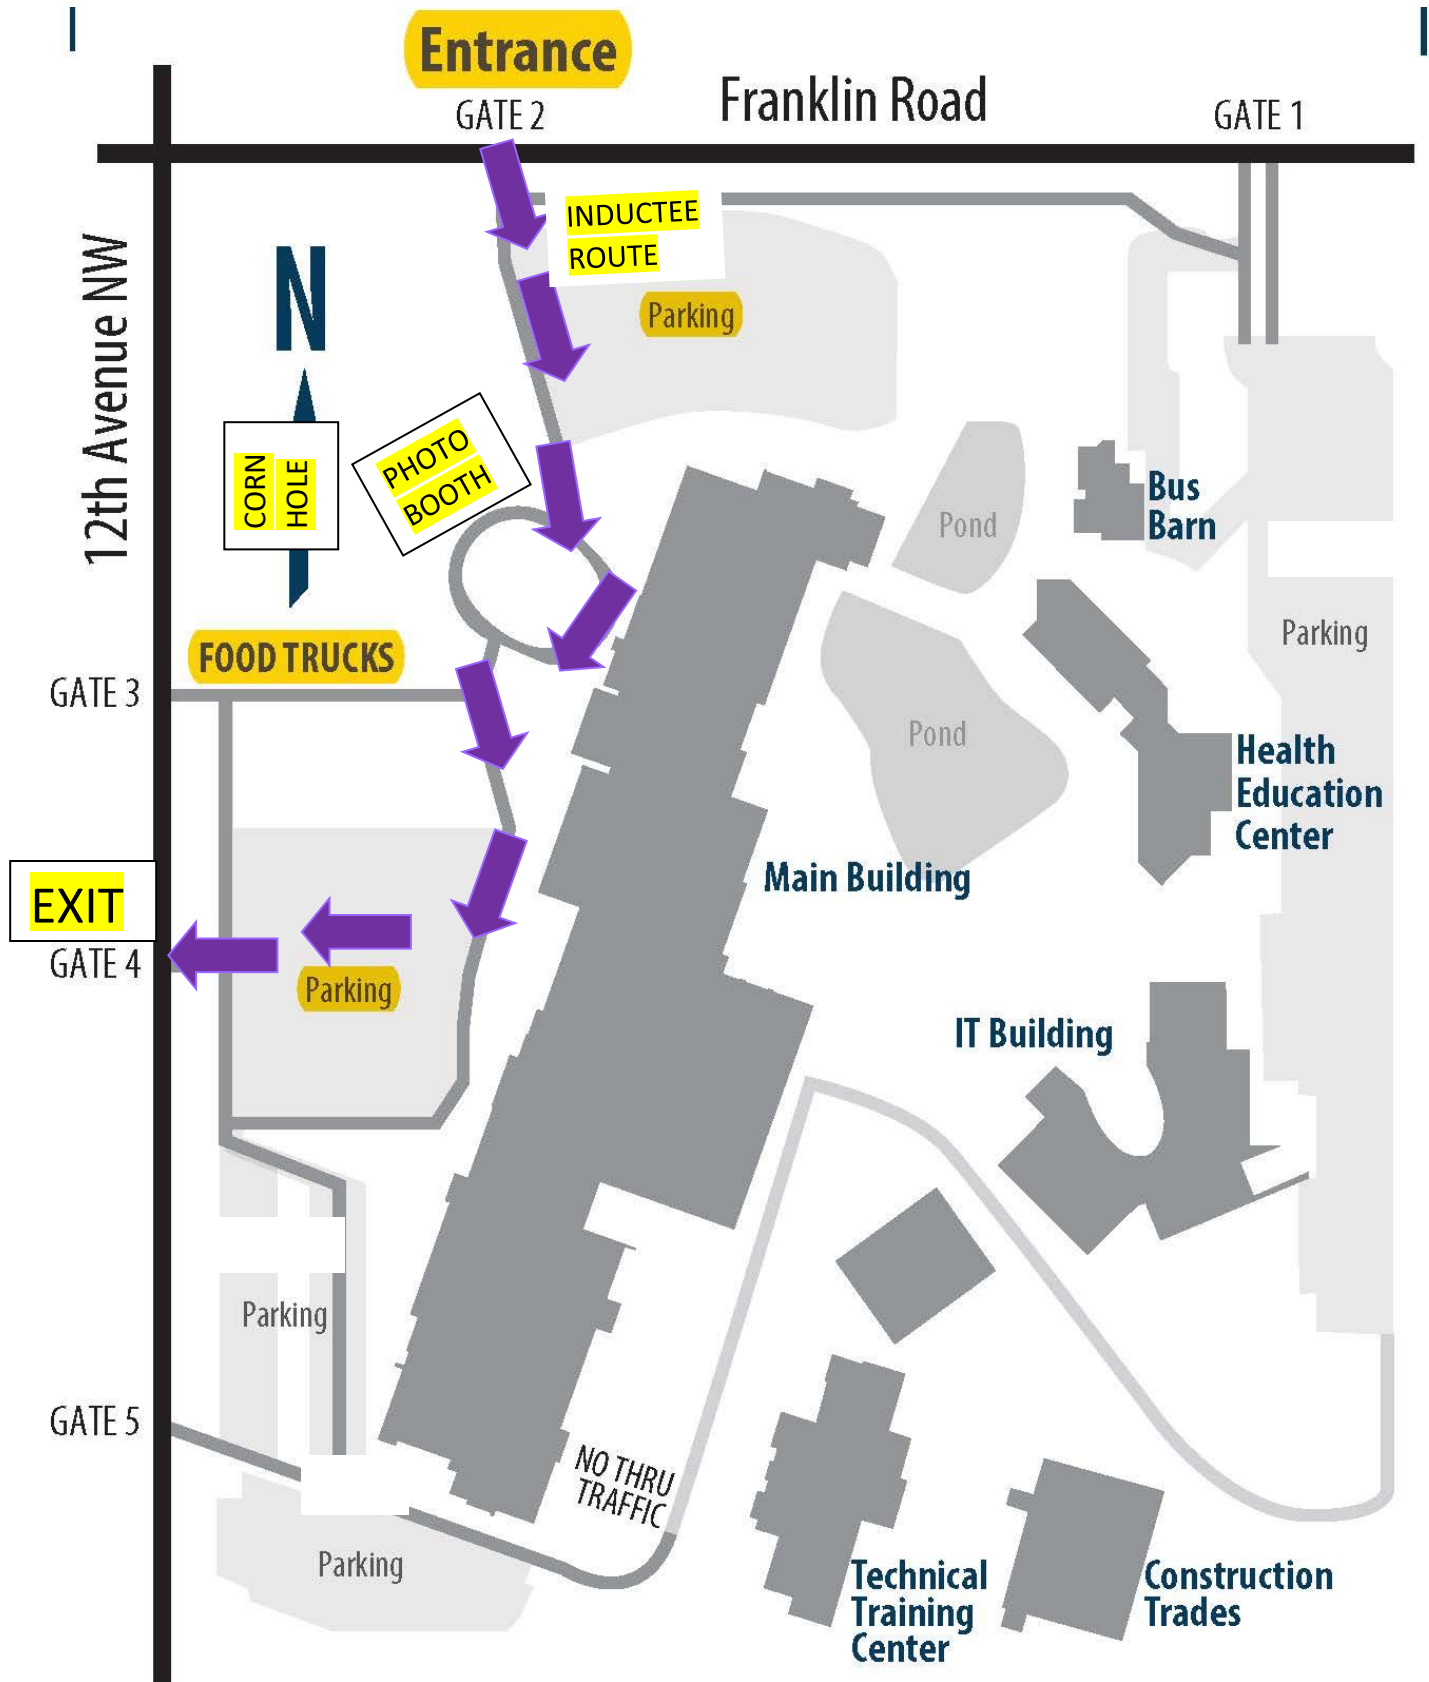 Entrance
GATE 2
Franklin Road
GATE 1
INDUCTEE
ROUTE
12th Avenue NW
N
Parking
CORN
HOLE
PHOTO
BOOTH
Pond
Bus
Barn
FOOD TRUCKS
Parking
GATE 3
Pond
Health
Education
Center
Main Building
EXIT
GATE 4
Parking
IT Building
Parking
GATE 5
NO THRU
TRAFFIC
Parking
Technical
Training
Center
Construction
Trades